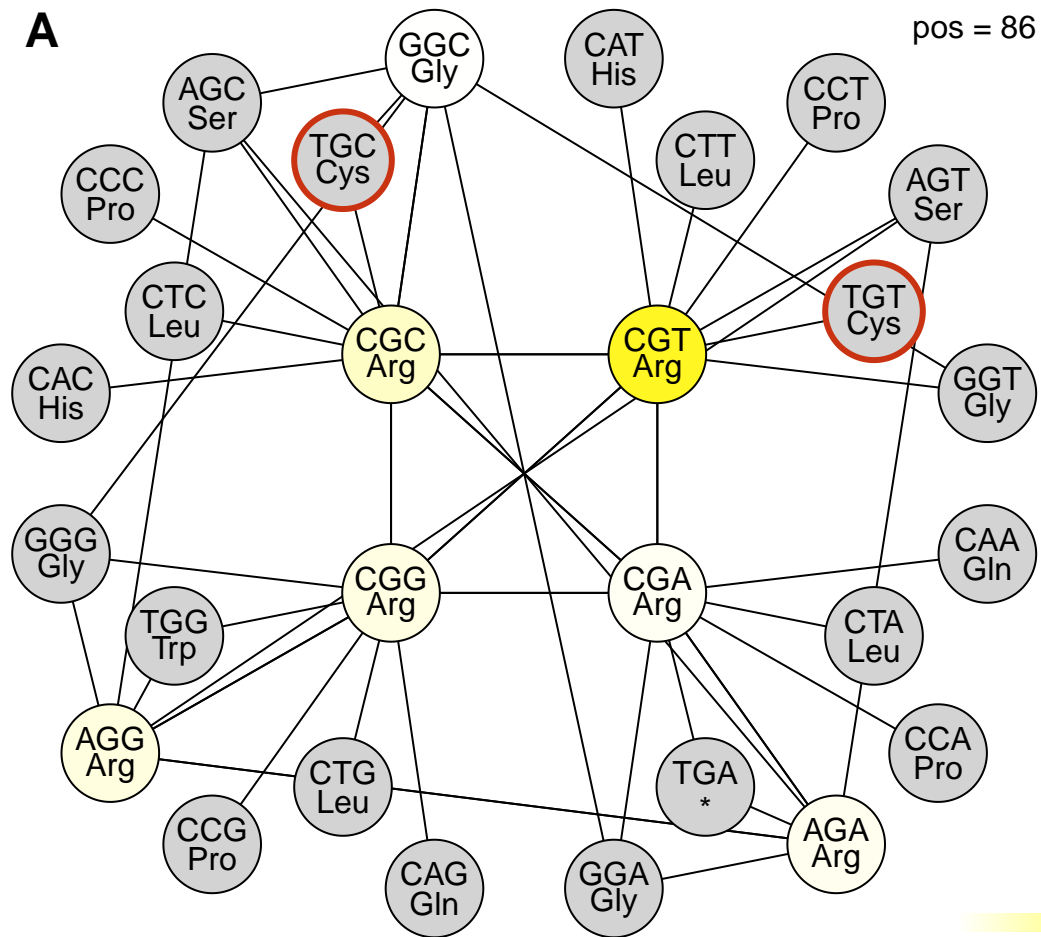 A
pos = 86
GGC
Gly
CAT
His
AGC
Ser
CCT
Pro
TGC
Cys
CTT
Leu
CCC
Pro
AGT
Ser
CTC
Leu
TGT
Cys
CGC
Arg
CGT
Arg
CAC
His
GGT
Gly
GGG
Gly
CAA
Gln
CGG
Arg
CGA
Arg
TGG
Trp
CTA
Leu
AGG
Arg
CCA
Pro
CTG
Leu
TGA
*
CCG
Pro
AGA
Arg
CAG
Gln
GGA
Gly